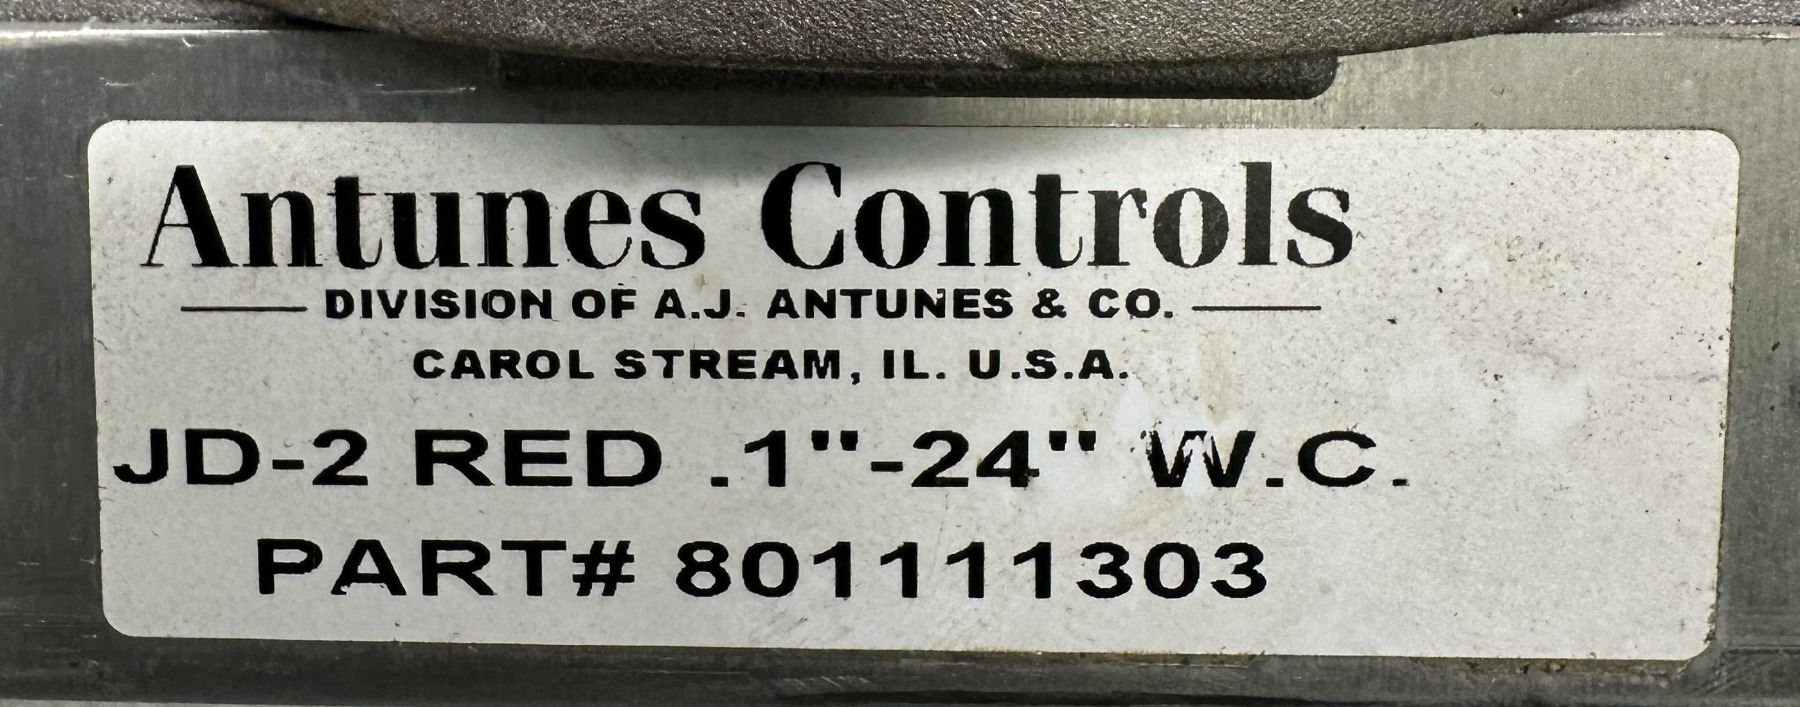 Antunes Controls
DIVISION OF A.J. ANTUNES & CO.
CAROL STREAM, IL. U.S.A.
JD-2 RED .1"-24" W.C.
PART# 801111303